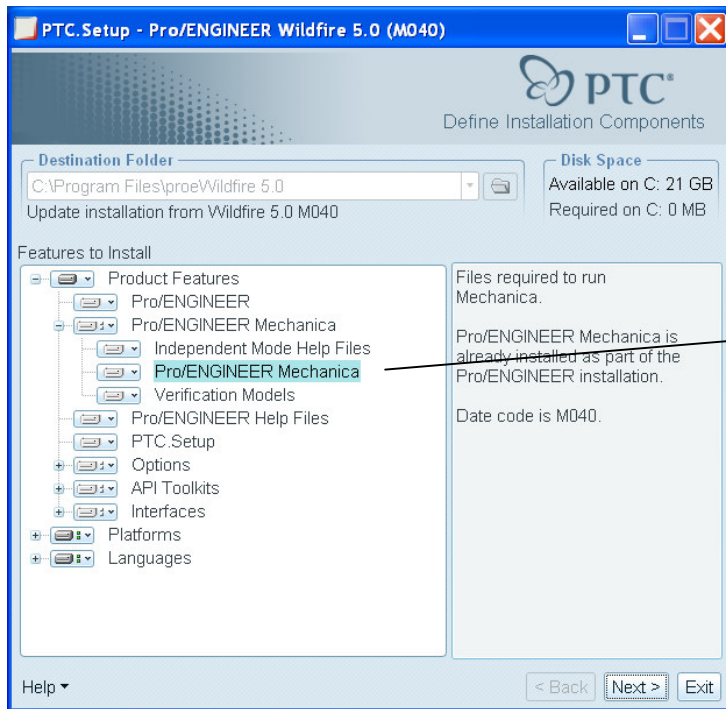 PTC.Setup - Pro/ENGINEER Wildfire 5.0 (M040)
PTC®
Define Installation Components
Destination Folder
C:\Program Files\proeWildfire 5.0
Update installation from Wildfire 5.0 M040
Disk Space
Available on C: 21 GB
Required on C: 0 MB
Features to Install
Product Features
Pro/ENGINEER
Pro/ENGINEER Mechanica
Independent Mode Help Files
Pro/ENGINEER Mechanica
Verification Models
Pro/ENGINEER Help Files
PTC.Setup
Options
API Toolkits
Interfaces
Platforms
Languages
Files required to run
Mechanica.
Pro/ENGINEER Mechanica is
already installed as part of the
Pro/ENGINEER installation.
Date code is M040.
Help
< Back
Next >
Exit